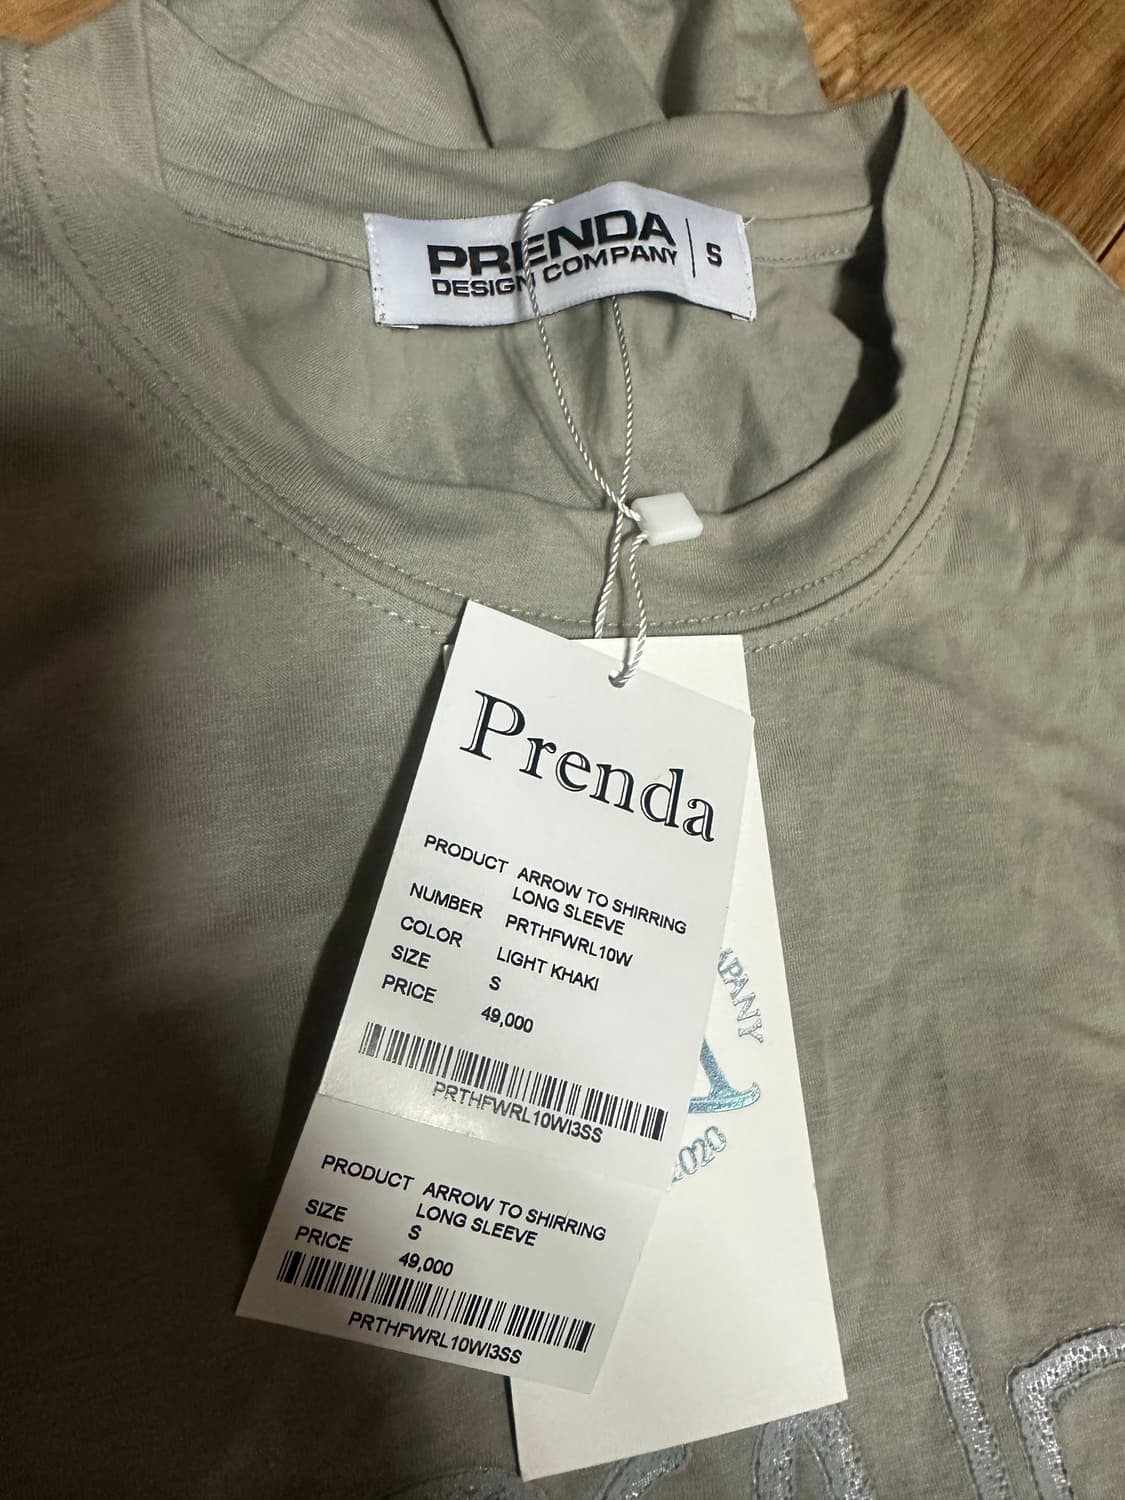 PRENDA
DESIGN COMPANY | S
Prenda
PRODUCT ARROW TO SHIRRING
LONG SLEEVE
NUMBER PRTHFWRL10W
COLOR LIGHT KHAKI
SIZE S
PRICE 49,000
PRTHFWRL10WI3SS
PRODUCT ARROW TO SHIRRING
LONG SLEEVE
SIZE S
PRICE 49,000
PRTHFWRL10WI3SS
2020